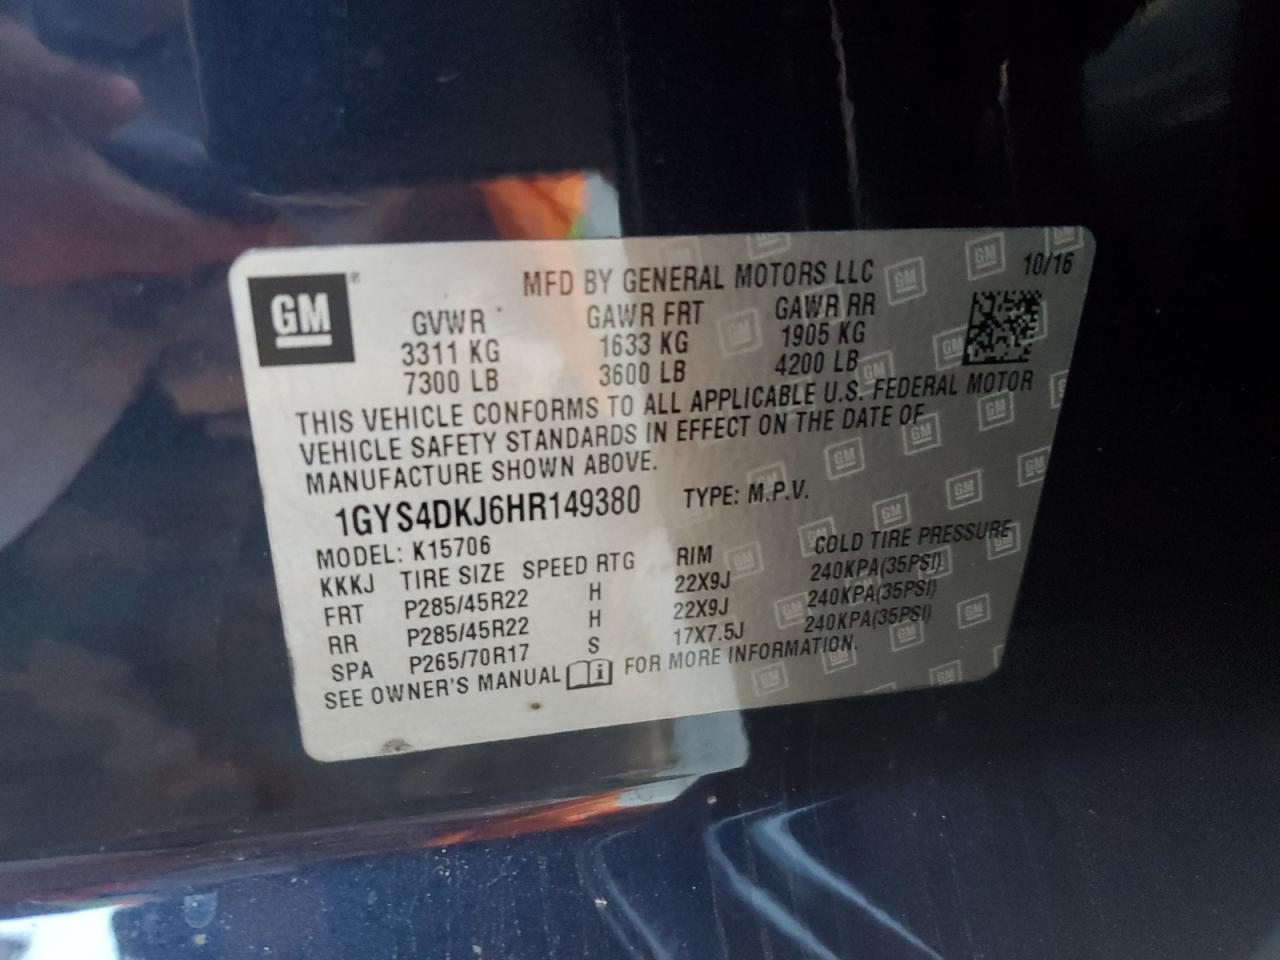 GM ®
MFD BY GENERAL MOTORS LLC 10/16
GVWR GAWR FRT GAWR RR
3311 KG 1633 KG 1905 KG
7300 LB 3600 LB 4200 LB
THIS VEHICLE CONFORMS TO ALL APPLICABLE U.S. FEDERAL MOTOR
VEHICLE SAFETY STANDARDS IN EFFECT ON THE DATE OF
MANUFACTURE SHOWN ABOVE.
1GYS4DKJ6HR149380 TYPE: M.P.V.
MODEL: K15706
KKKJ TIRE SIZE SPEED RTG RIM COLD TIRE PRESSURE
FRT P285/45R22 H 22X9J 240KPA(35PSI)
RR P285/45R22 H 22X9J 240KPA(35PSI)
SPA P265/70R17 S 17X7.5J 240KPA(35PSI)
SEE OWNER'S MANUAL FOR MORE INFORMATION.